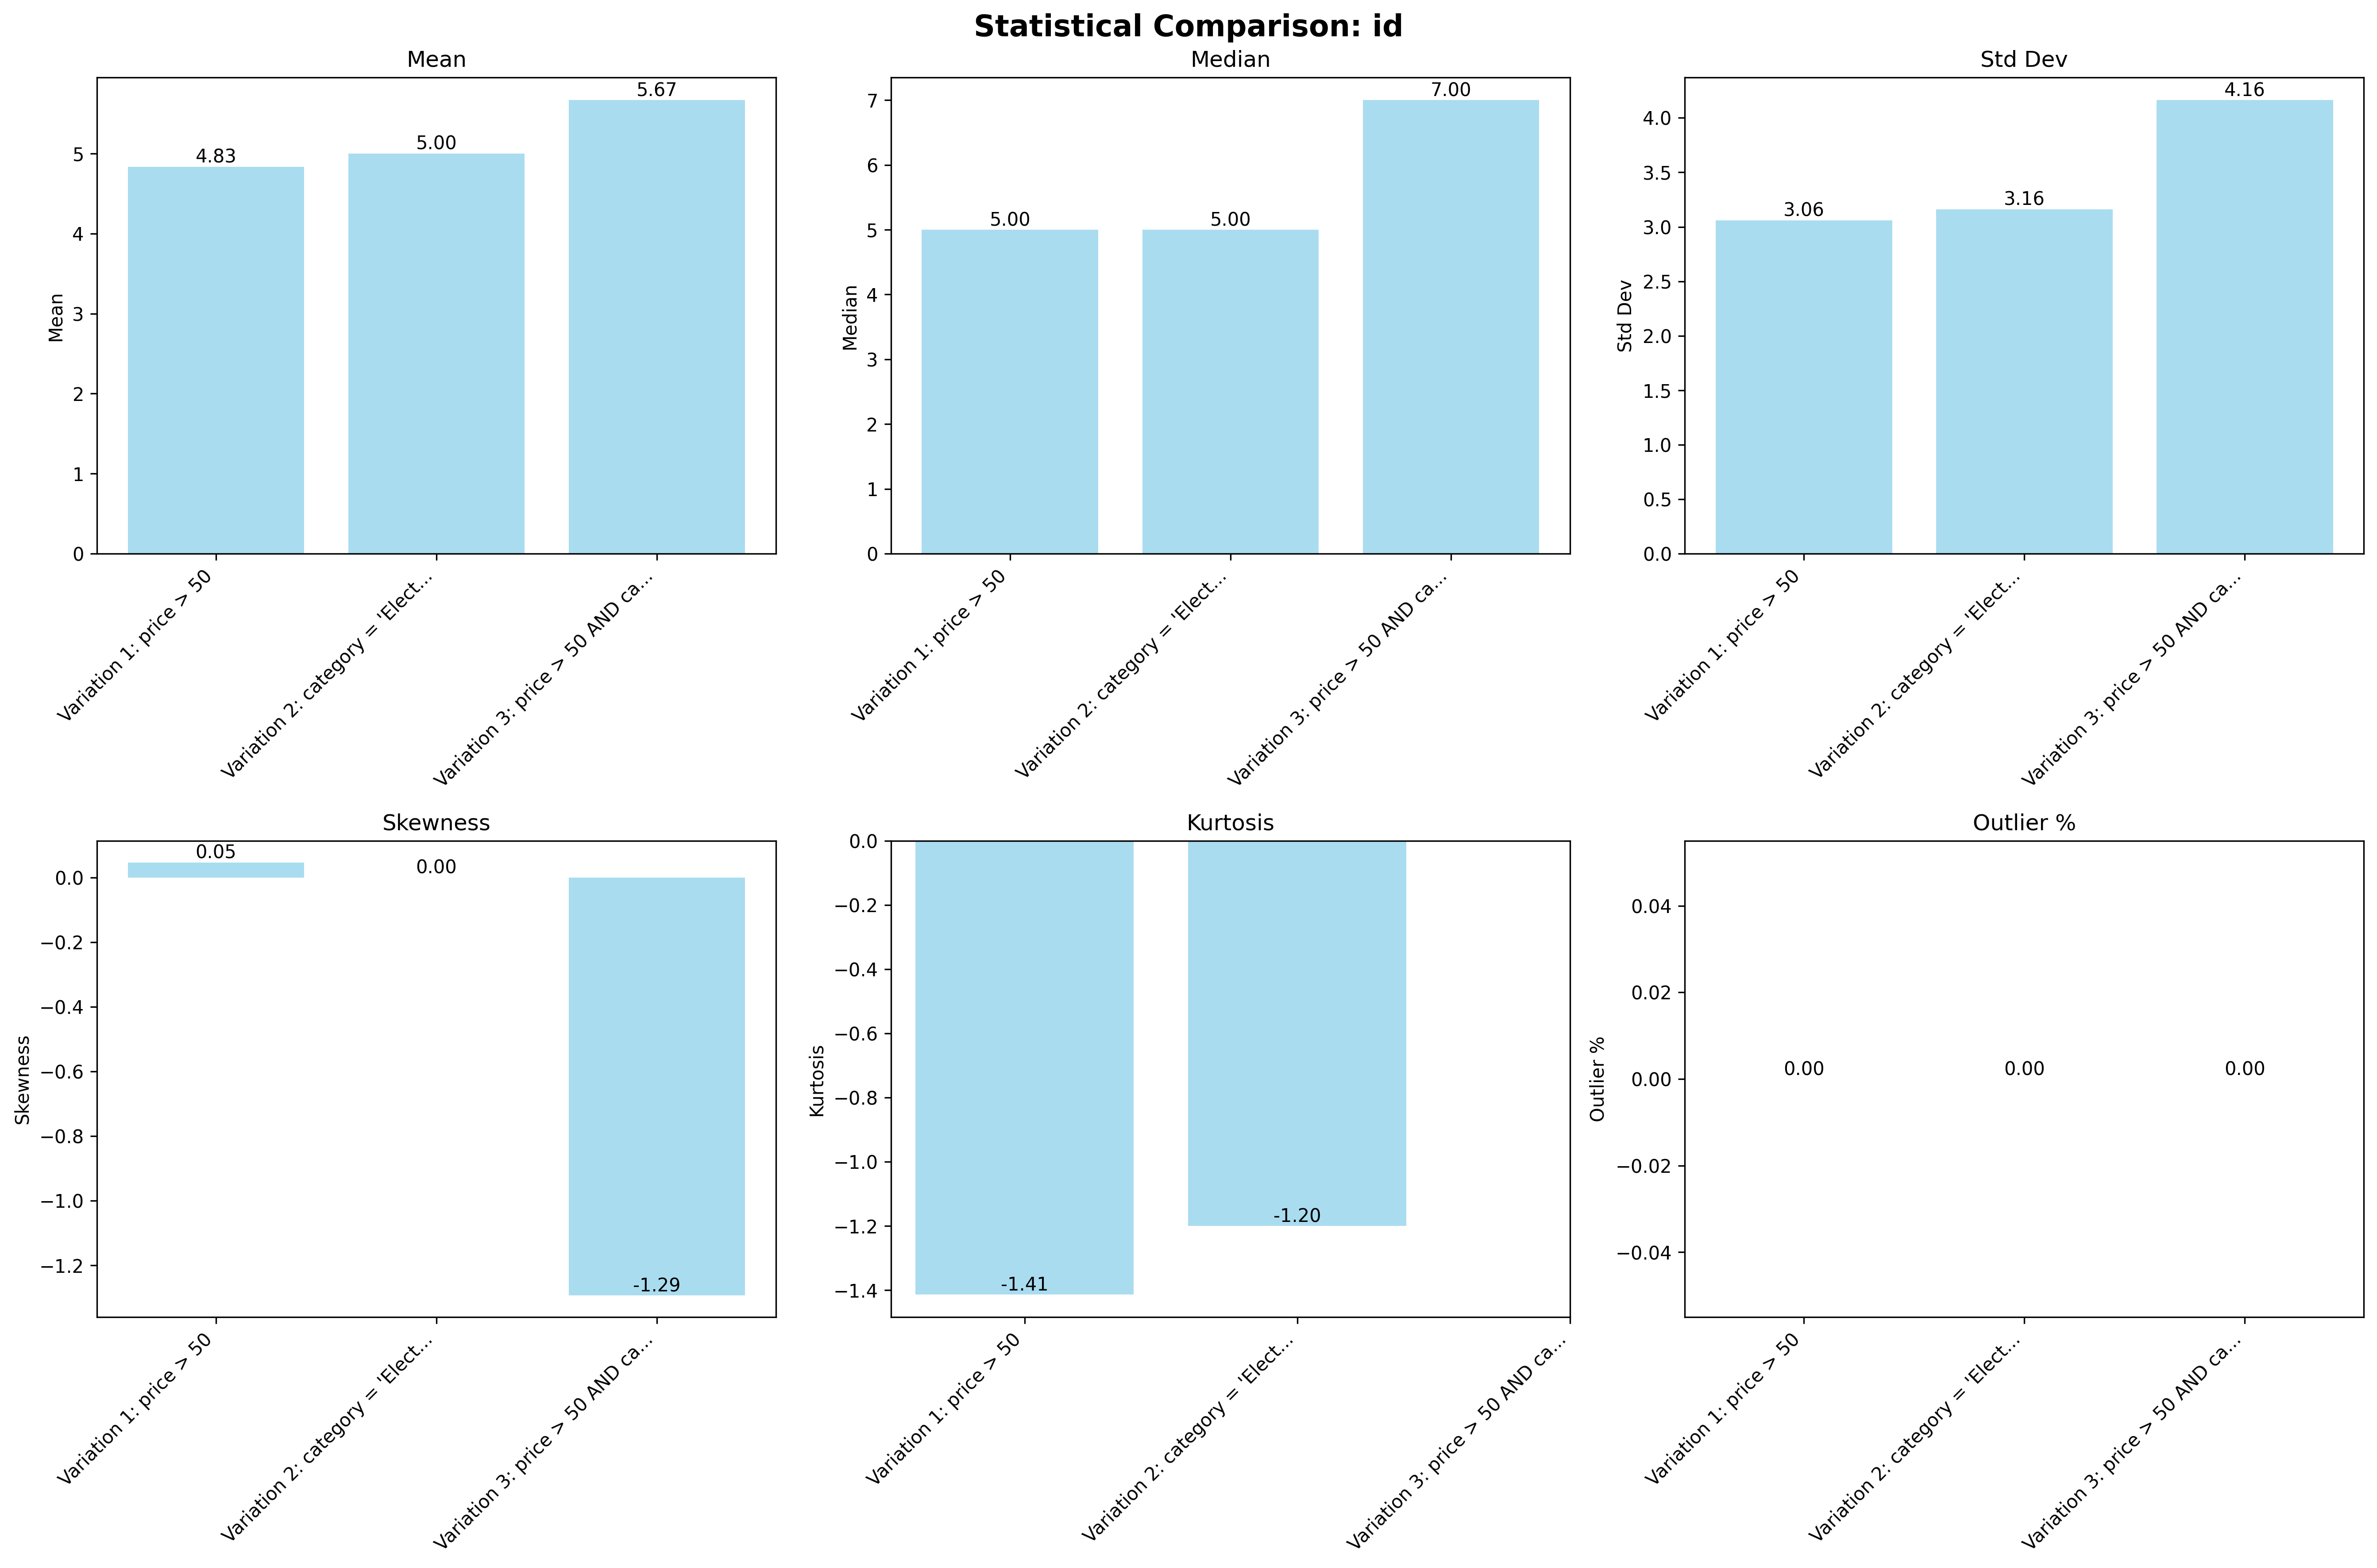 Statistical Comparison: id
Mean
5.67
5.00
4.83
5
4
3
2
1
0
Mean
Variation 1: price > 50
Variation 2: category = 'Elect...
Variation 3: price > 50 AND ca...
Median
7.00
5.00
5.00
7
6
5
4
3
2
1
0
Median
Variation 1: price > 50
Variation 2: category = 'Elect...
Variation 3: price > 50 AND ca...
Std Dev
4.16
3.16
3.06
4.0
3.5
3.0
2.5
2.0
1.5
1.0
0.5
0.0
Std Dev
Variation 1: price > 50
Variation 2: category = 'Elect...
Variation 3: price > 50 AND ca...
Skewness
0.05
0.00
-1.29
0.0
−0.2
−0.4
−0.6
−0.8
−1.0
−1.2
Skewness
Variation 1: price > 50
Variation 2: category = 'Elect...
Variation 3: price > 50 AND ca...
Kurtosis
0.0
−0.2
−0.4
−0.6
−0.8
−1.0
−1.2
−1.4
-1.20
-1.41
Kurtosis
Variation 1: price > 50
Variation 2: category = 'Elect...
Variation 3: price > 50 AND ca...
Outlier %
0.04
0.02
0.00
−0.02
−0.04
0.00
0.00
0.00
Outlier %
Variation 1: price > 50
Variation 2: category = 'Elect...
Variation 3: price > 50 AND ca...